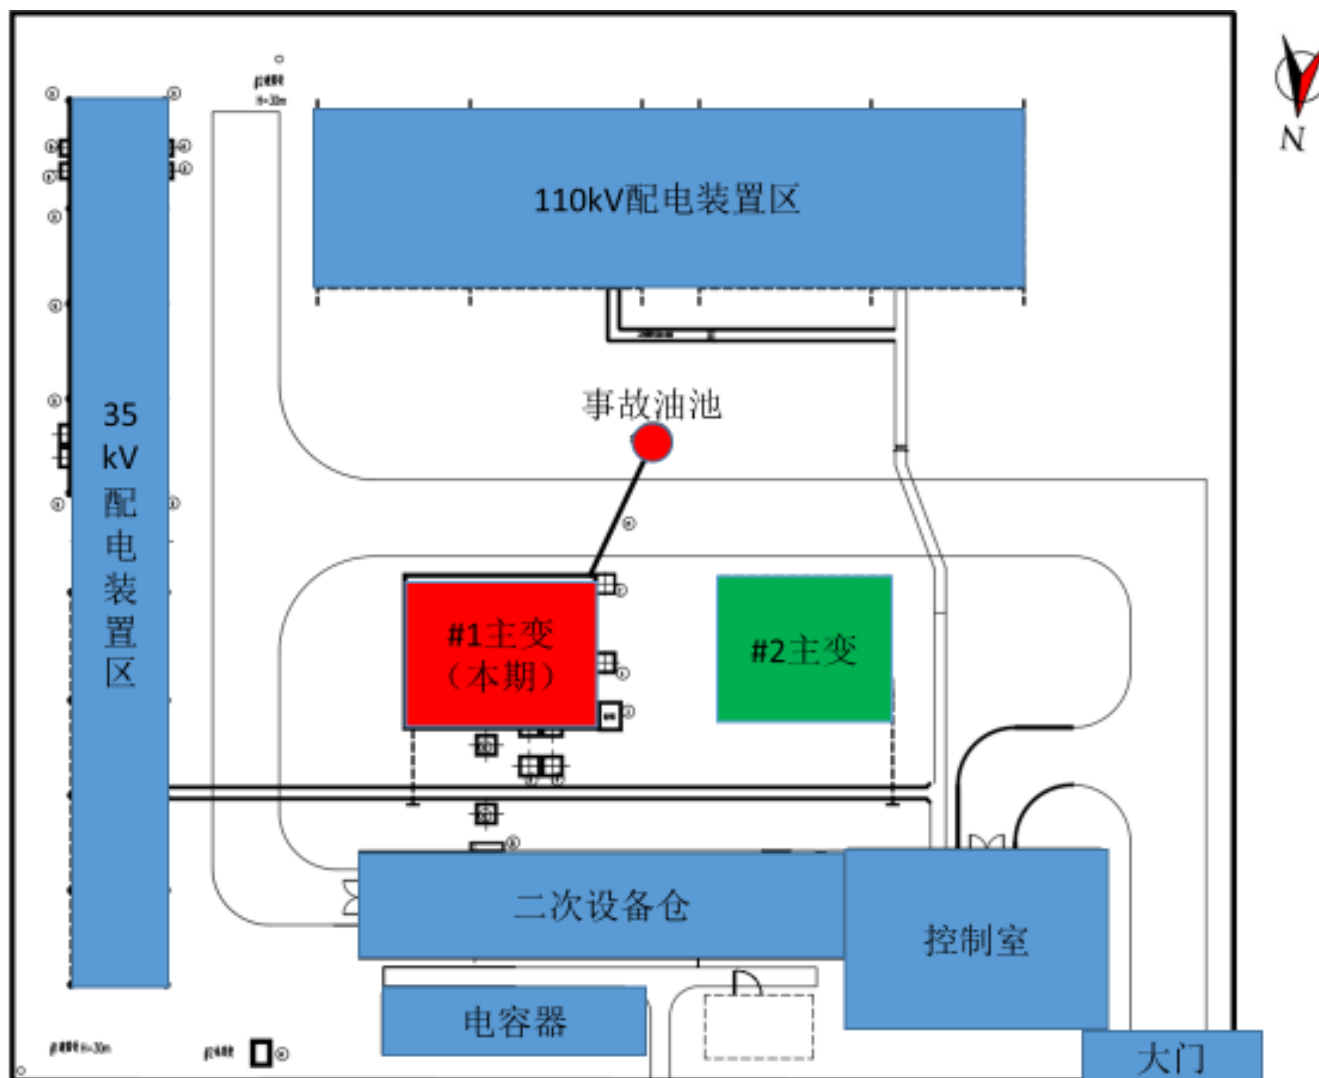 H=30m
N
110kV配电装置区
事故油池
35
kV
配
电
装
置
区
#1主变
（本期）
#2主变
二次设备仓
控制室
电容器
H=30m
大门